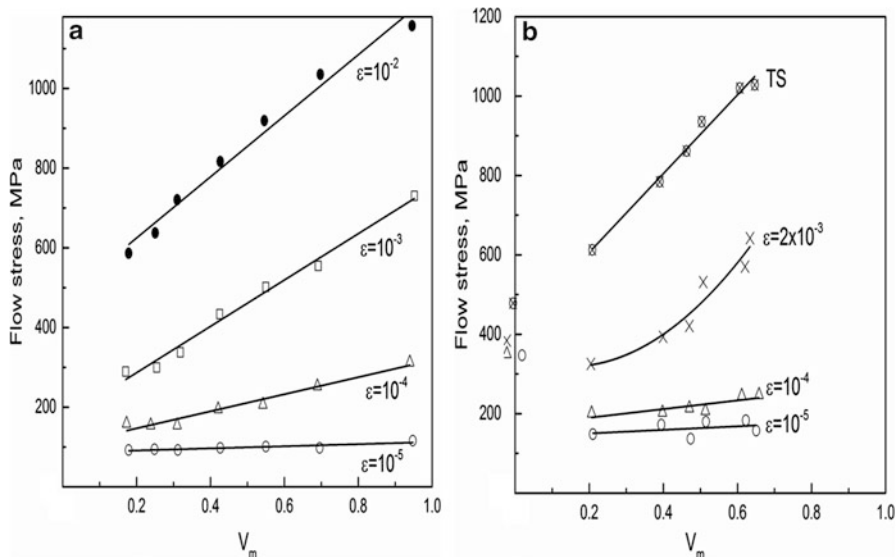 a
Flow stress, MPa
1000
800
600
400
200
0.2 0.4 0.6 0.8 1.0
V_m
ε=10⁻²
ε=10⁻³
ε=10⁻⁴
ε=10⁻⁵
b
Flow stress, MPa
1200
1000
800
600
400
200
0.2 0.4 0.6 0.8 1.0
V_m
TS
ε=2x10⁻³
ε=10⁻⁴
ε=10⁻⁵